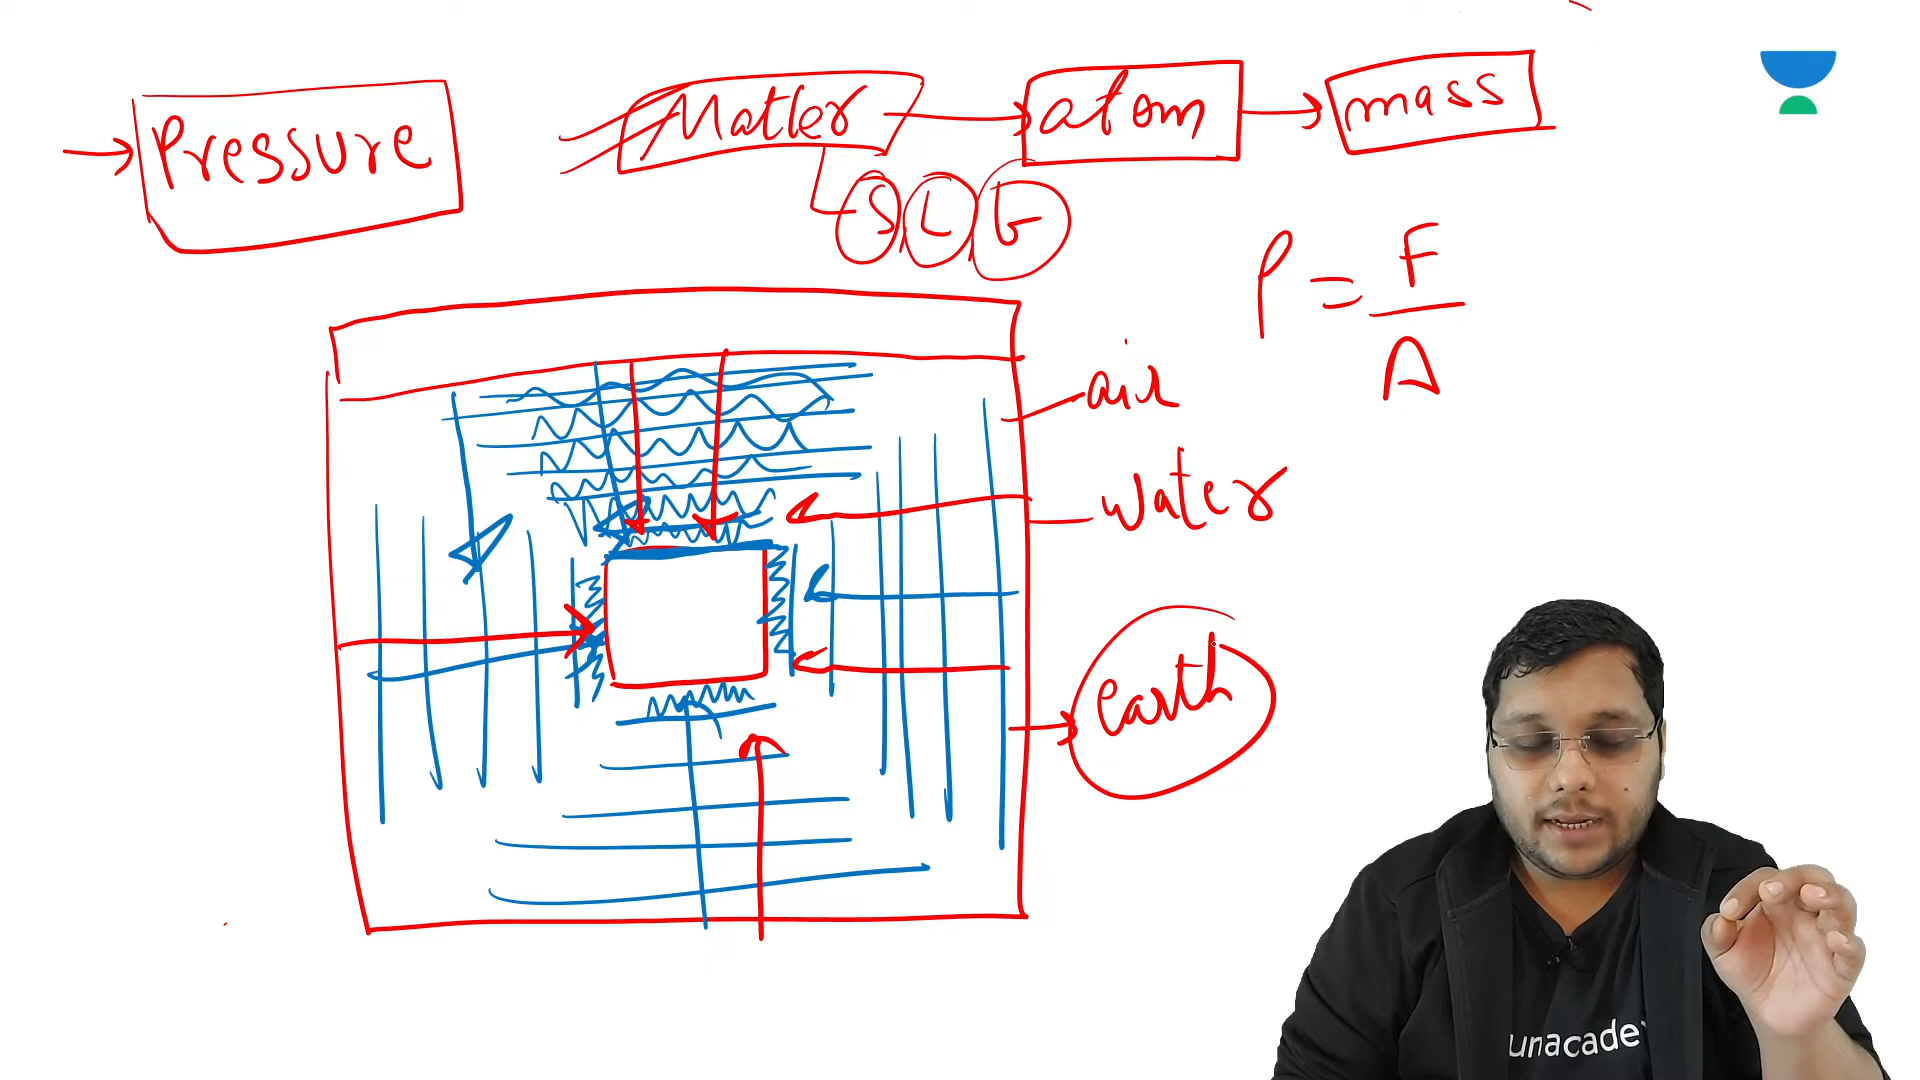 Pressure
Matter
atom
mass
S L G
P = F/A
air
water
earth
unacade